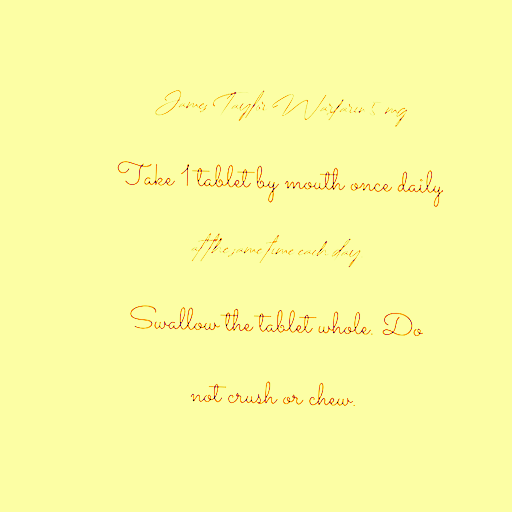 James Taylor Warfarin 5 mg
Take 1 tablet by mouth once daily
at the same time each day
Swallow the tablet whole. Do
not crush or chew.